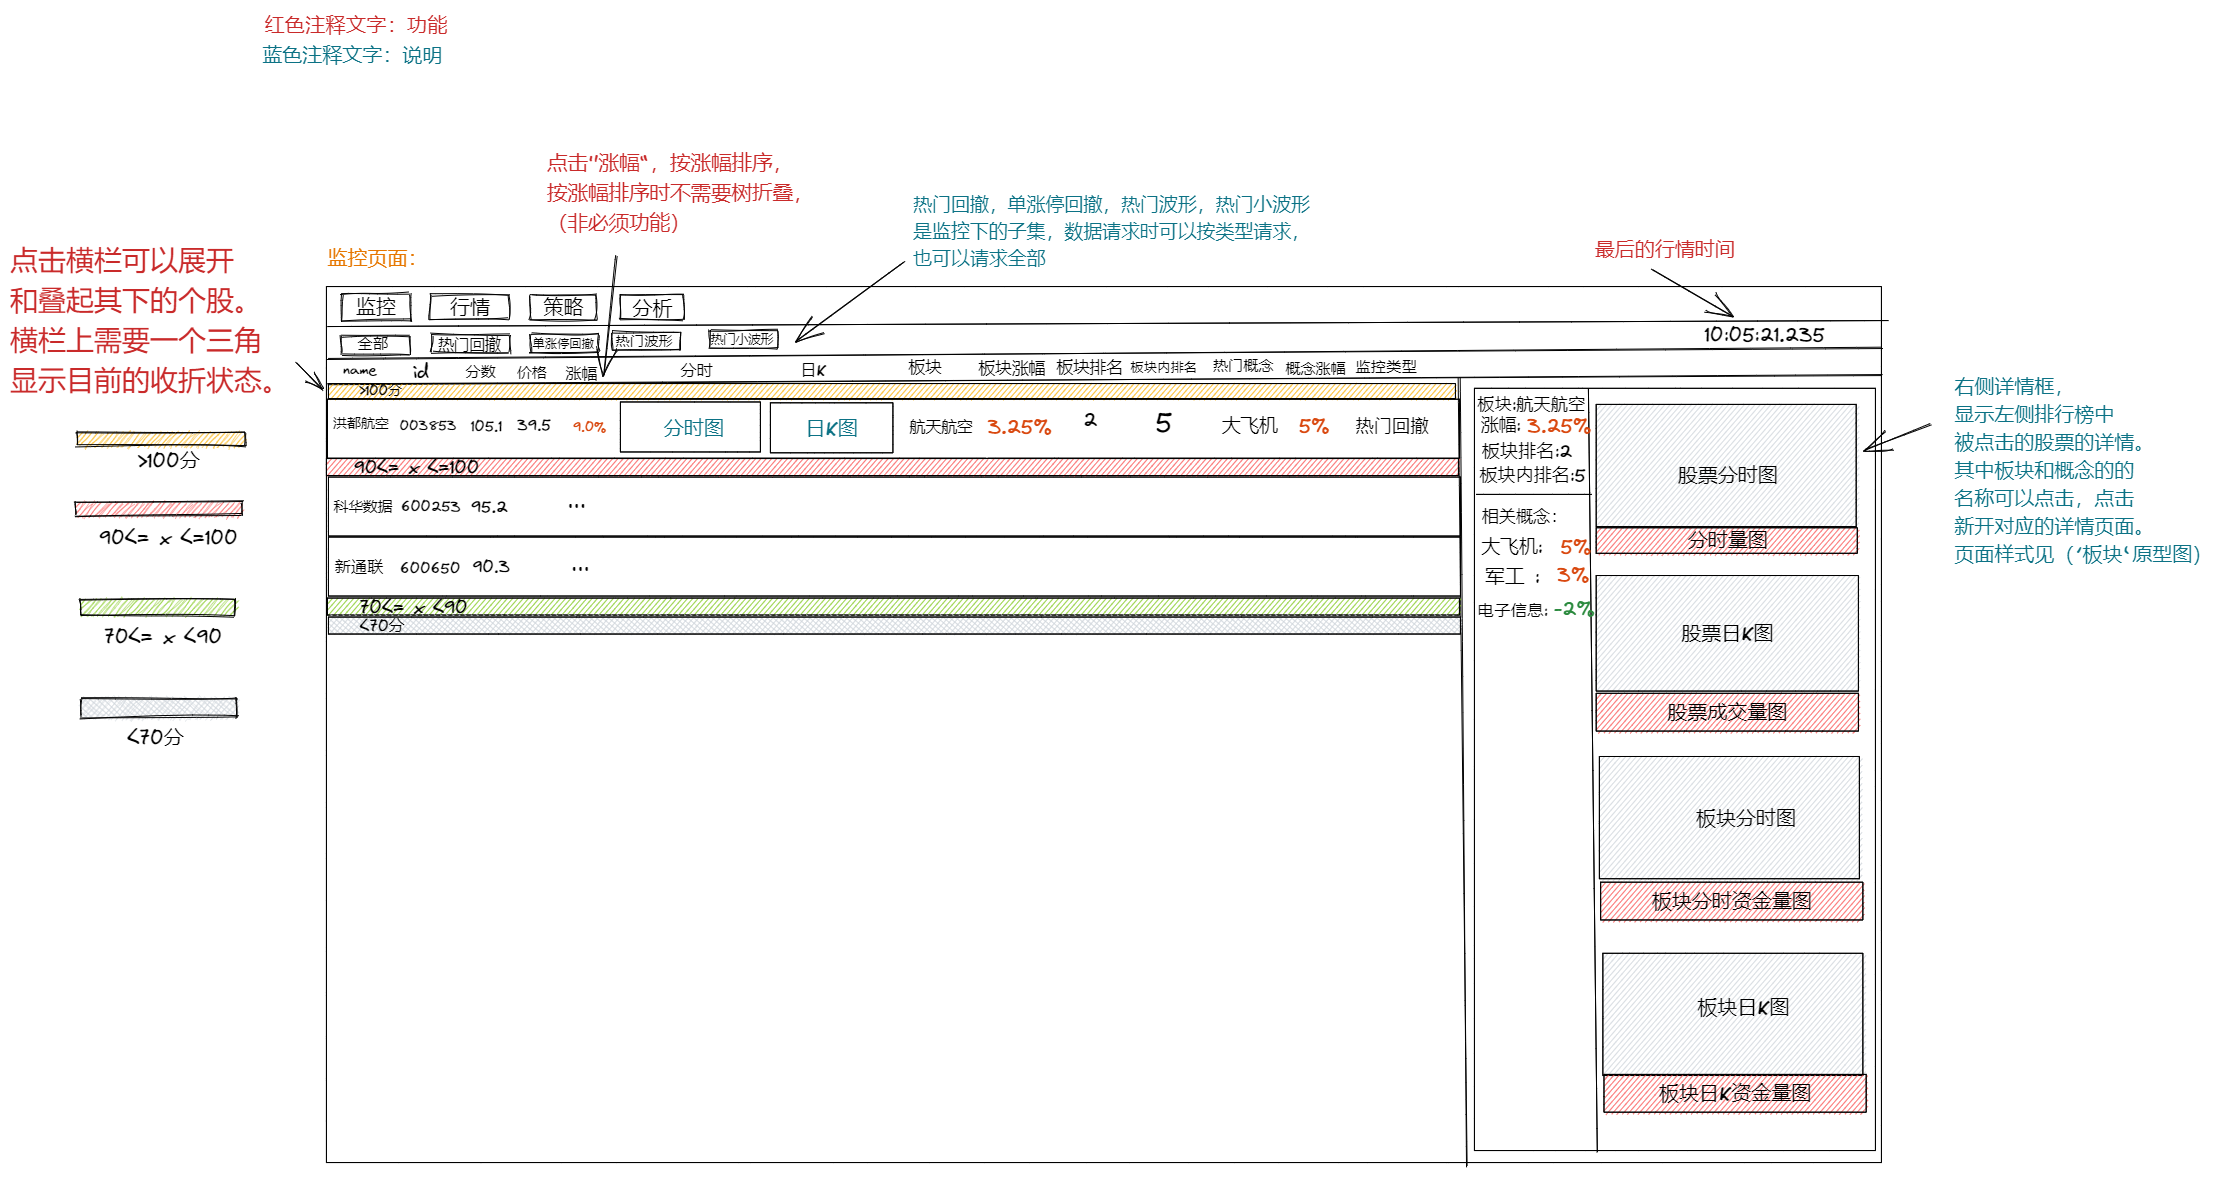 红色注释文字：功能
蓝色注释文字：说明
点击"涨幅"，按涨幅排序，
按涨幅排序时不需要树折叠，
（非必须功能）
热门回撤，单涨停回撤，热门波形，热门小波形
是监控下的子集，数据请求时可以按类型请求，
也可以请求全部
最后的行情时间
监控页面：
点击横栏可以展开
和叠起其下的个股。
横栏上需要一个三角
显示目前的收折状态。
>100分
90<= x <=100
70<= x <90
<70分
监控 行情 策略 分析
全部 热门回撤 单涨停回撤 热门波形 热门小波形 10:05:21.235
name id 分数 价格 涨幅 分时 日K 板块 板块涨幅 板块排名 板块内排名 热门概念 概念涨幅 监控类型
>100分
洪都航空 003853 105.1 39.5 9.0% 分时图 日K图 航天航空 3.25% 2 5 大飞机 5% 热门回撤
90<= x <=100
科华数据 600253 95.2 ...
新通联 600650 90.3 ...
70<= x <90
<70分
板块:航天航空
涨幅: 3.25%
板块排名:2
板块内排名:5
相关概念：
大飞机： 5%
军工 ： 3%
电子信息: -2%
股票分时图
分时量图
股票日K图
股票成交量图
板块分时图
板块分时资金量图
板块日K图
板块日K资金量图
右侧详情框，
显示左侧排行榜中
被点击的股票的详情。
其中板块和概念的的
名称可以点击，点击
新开对应的详情页面。
页面样式见（‘板块‘原型图）